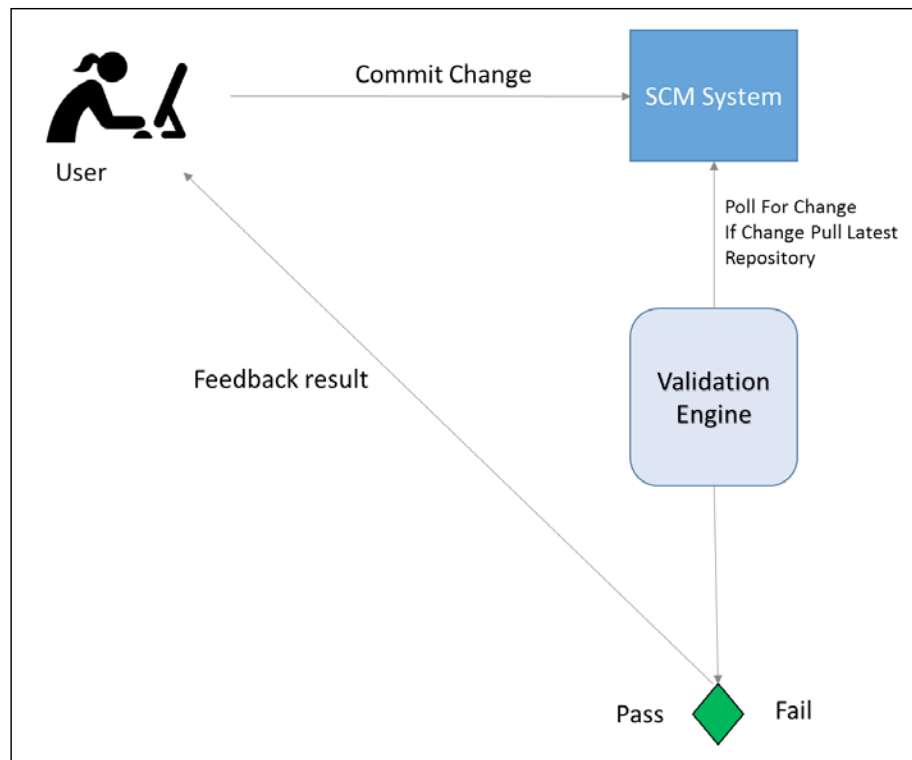 Commit Change
SCM System
User
Poll For Change
If Change Pull Latest
Repository
Feedback result
Validation
Engine
Pass
Fail